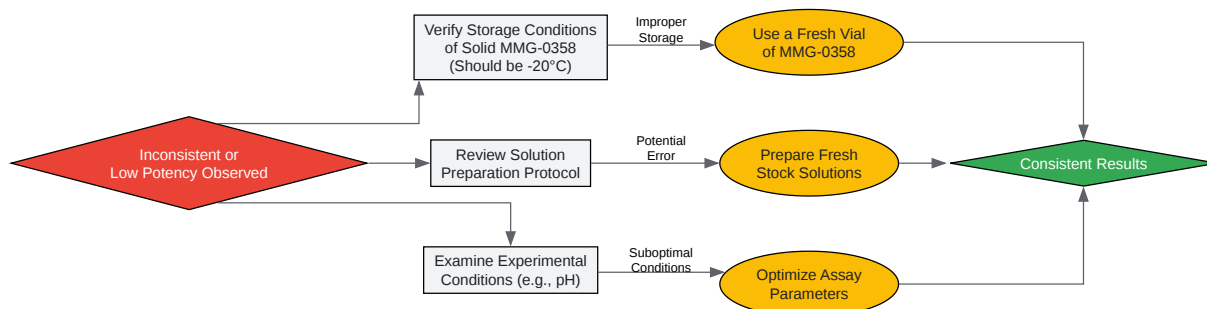 Verify Storage Conditions
of Solid MMG-0358
(Should be -20°C)
Improper
Storage
Use a Fresh Vial
of MMG-0358
Inconsistent or
Low Potency Observed
Review Solution
Preparation Protocol
Potential
Error
Prepare Fresh
Stock Solutions
Consistent Results
Examine Experimental
Conditions (e.g., pH)
Suboptimal
Conditions
Optimize Assay
Parameters